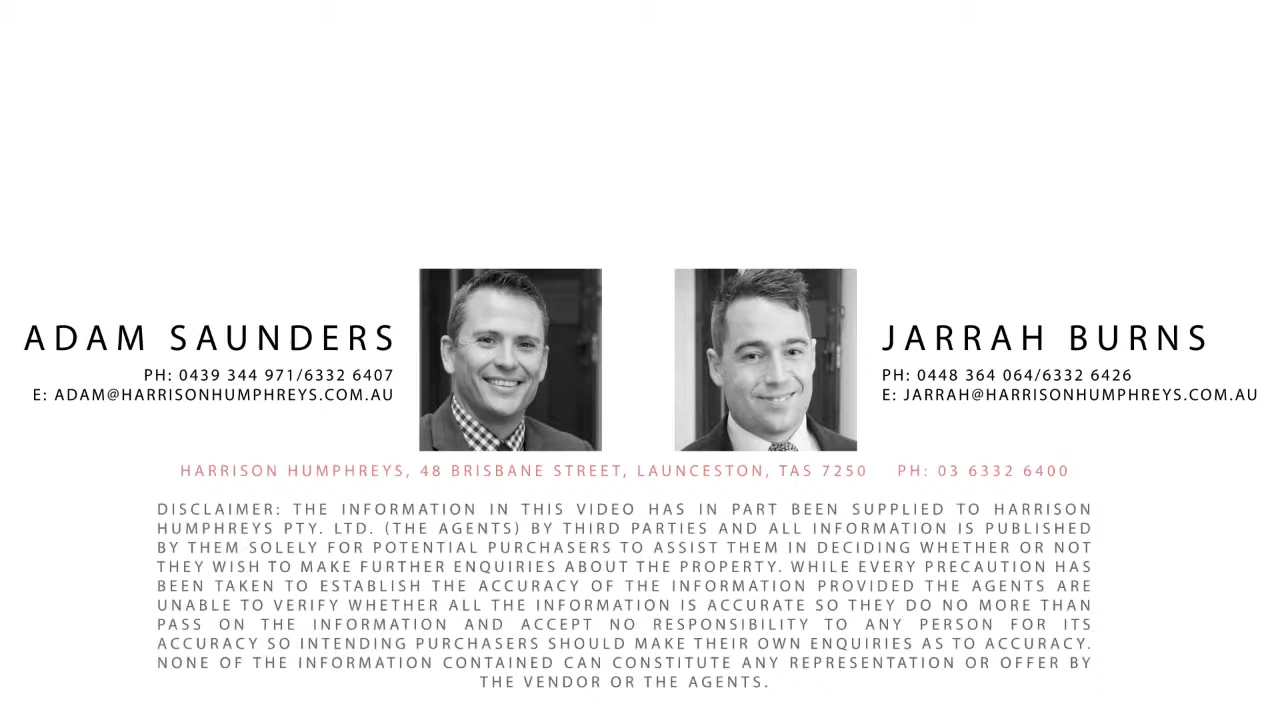 ADAM SAUNDERS
PH: 0439 344 971/6332 6407
E: ADAM@HARRISONHUMPHREYS.COM.AU
JARRAH BURNS
PH: 0448 364 064/6332 6426
E: JARRAH@HARRISONHUMPHREYS.COM.AU
HARRISON HUMPHREYS, 48 BRISBANE STREET, LAUNCESTON, TAS 7250 PH: 03 6332 6400
DISCLAIMER: THE INFORMATION IN THIS VIDEO HAS IN PART BEEN SUPPLIED TO HARRISON
HUMPHREYS PTY. LTD. (THE AGENTS) BY THIRD PARTIES AND ALL INFORMATION IS PUBLISHED
BY THEM SOLELY FOR POTENTIAL PURCHASERS TO ASSIST THEM IN DECIDING WHETHER OR NOT
THEY WISH TO MAKE FURTHER ENQUIRIES ABOUT THE PROPERTY. WHILE EVERY PRECAUTION HAS
BEEN TAKEN TO ESTABLISH THE ACCURACY OF THE INFORMATION PROVIDED THE AGENTS ARE
UNABLE TO VERIFY WHETHER ALL THE INFORMATION IS ACCURATE SO THEY DO NO MORE THAN
PASS ON THE INFORMATION AND ACCEPT NO RESPONSIBILITY TO ANY PERSON FOR ITS
ACCURACY SO INTENDING PURCHASERS SHOULD MAKE THEIR OWN ENQUIRIES AS TO ACCURACY.
NONE OF THE INFORMATION CONTAINED CAN CONSTITUTE ANY REPRESENTATION OR OFFER BY
THE VENDOR OR THE AGENTS.